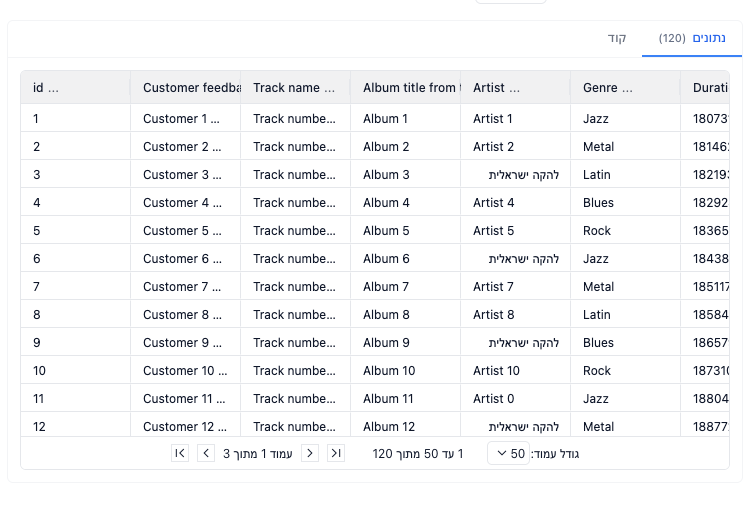 נתונים (120) קוד
id ... Customer feedba Track name ... Album title from Artist ... Genre ... Durati
1 Customer 1 ... Track numbe... Album 1 Artist 1 Jazz 18073
2 Customer 2 ... Track numbe... Album 2 Artist 2 Metal 18146
3 Customer 3 ... Track numbe... Album 3 להקה ישראלית Latin 18219
4 Customer 4 ... Track numbe... Album 4 Artist 4 Blues 18292
5 Customer 5 ... Track numbe... Album 5 Artist 5 Rock 18365
6 Customer 6 ... Track numbe... Album 6 להקה ישראלית Jazz 18438
7 Customer 7 ... Track numbe... Album 7 Artist 7 Metal 185117
8 Customer 8 ... Track numbe... Album 8 Artist 8 Latin 18584
9 Customer 9 ... Track numbe... Album 9 להקה ישראלית Blues 18657
10 Customer 10 ... Track numbe... Album 10 Artist 10 Rock 187310
11 Customer 11 ... Track numbe... Album 11 Artist 0 Jazz 18804
12 Customer 12 ... Track numbe... Album 12 להקה ישראלית Metal 18877
גודל עמוד: 50 1 עד 50 מתוך 120 עמוד 1 מתוך 3